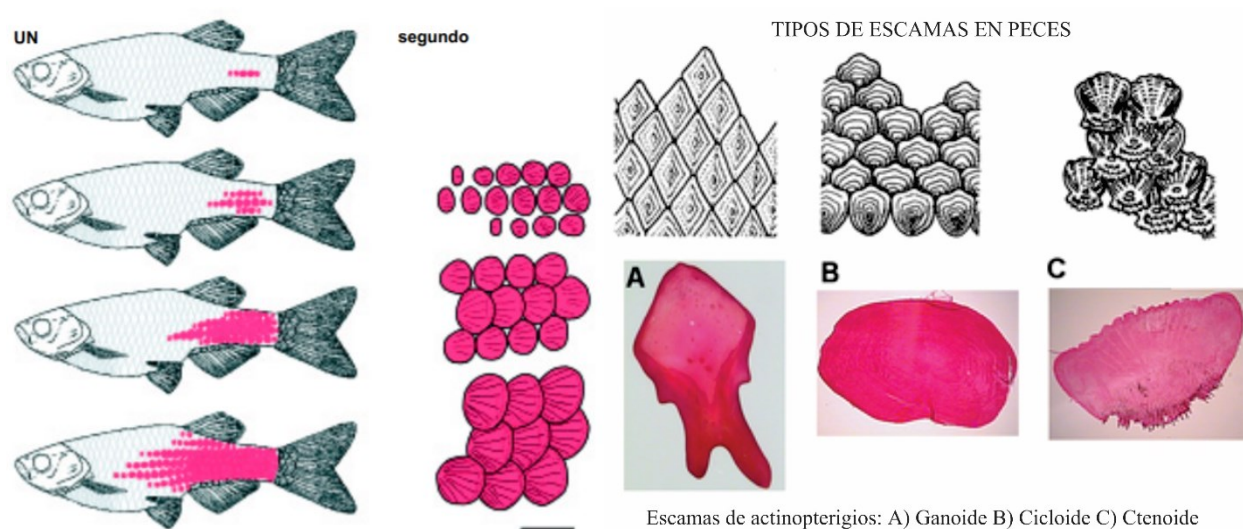 UN
segundo
TIPOS DE ESCAMAS EN PECES
A
B
C
Escamas de actinopterigios: A) Ganoide B) Cicloide C) Ctenoide